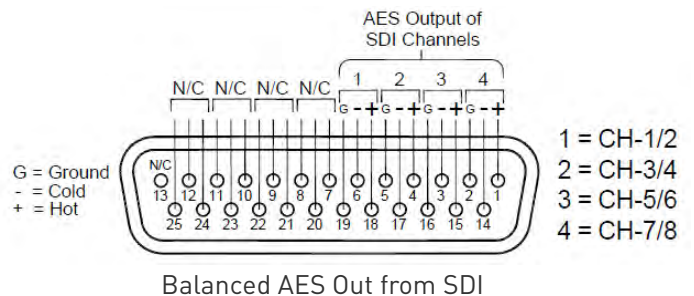 AES Output of
SDI Channels
N/C N/C N/C N/C 1 2 3 4
G - + G - + G - + G - +
G = Ground
- = Cold
+ = Hot
N/C
13 12 11 10 9 8 7 6 5 4 3 2 1
25 24 23 22 21 20 19 18 17 16 15 14
1 = CH-1/2
2 = CH-3/4
3 = CH-5/6
4 = CH-7/8
Balanced AES Out from SDI